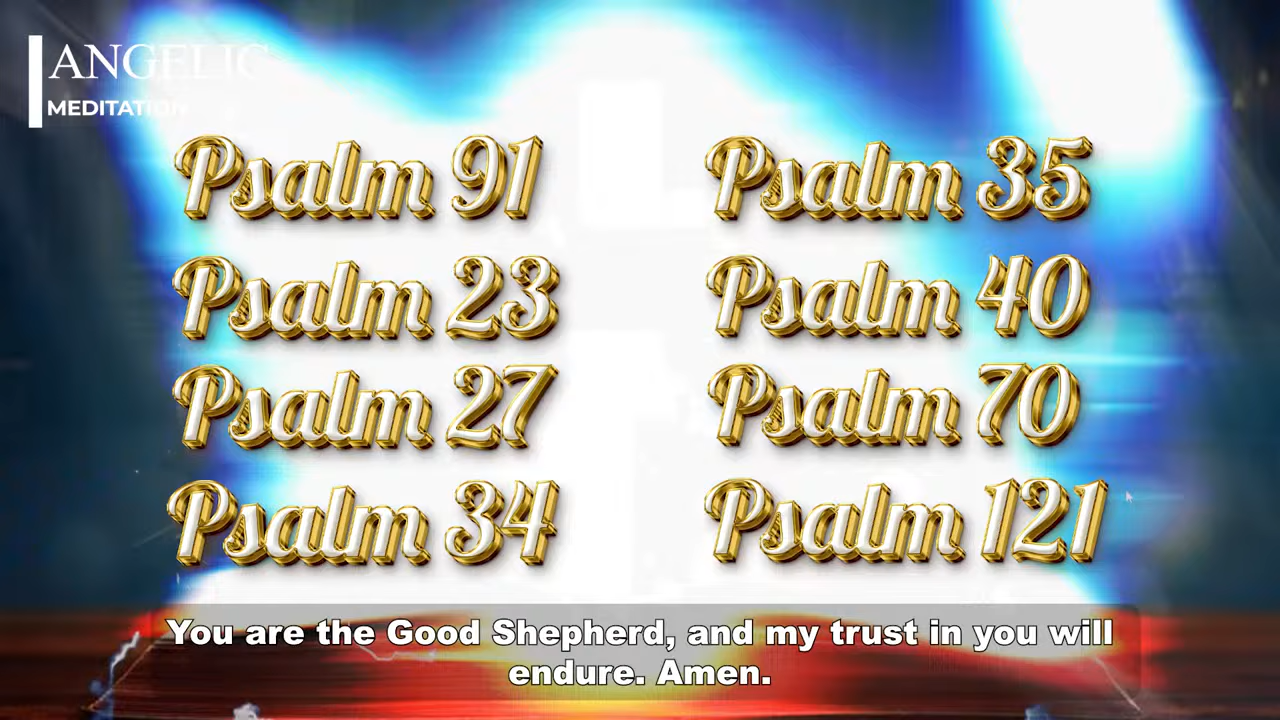 ANGELIC
MEDITATION
Psalm 91
Psalm 23
Psalm 27
Psalm 34
Psalm 35
Psalm 40
Psalm 70
Psalm 121
You are the Good Shepherd, and my trust in you will
endure. Amen.